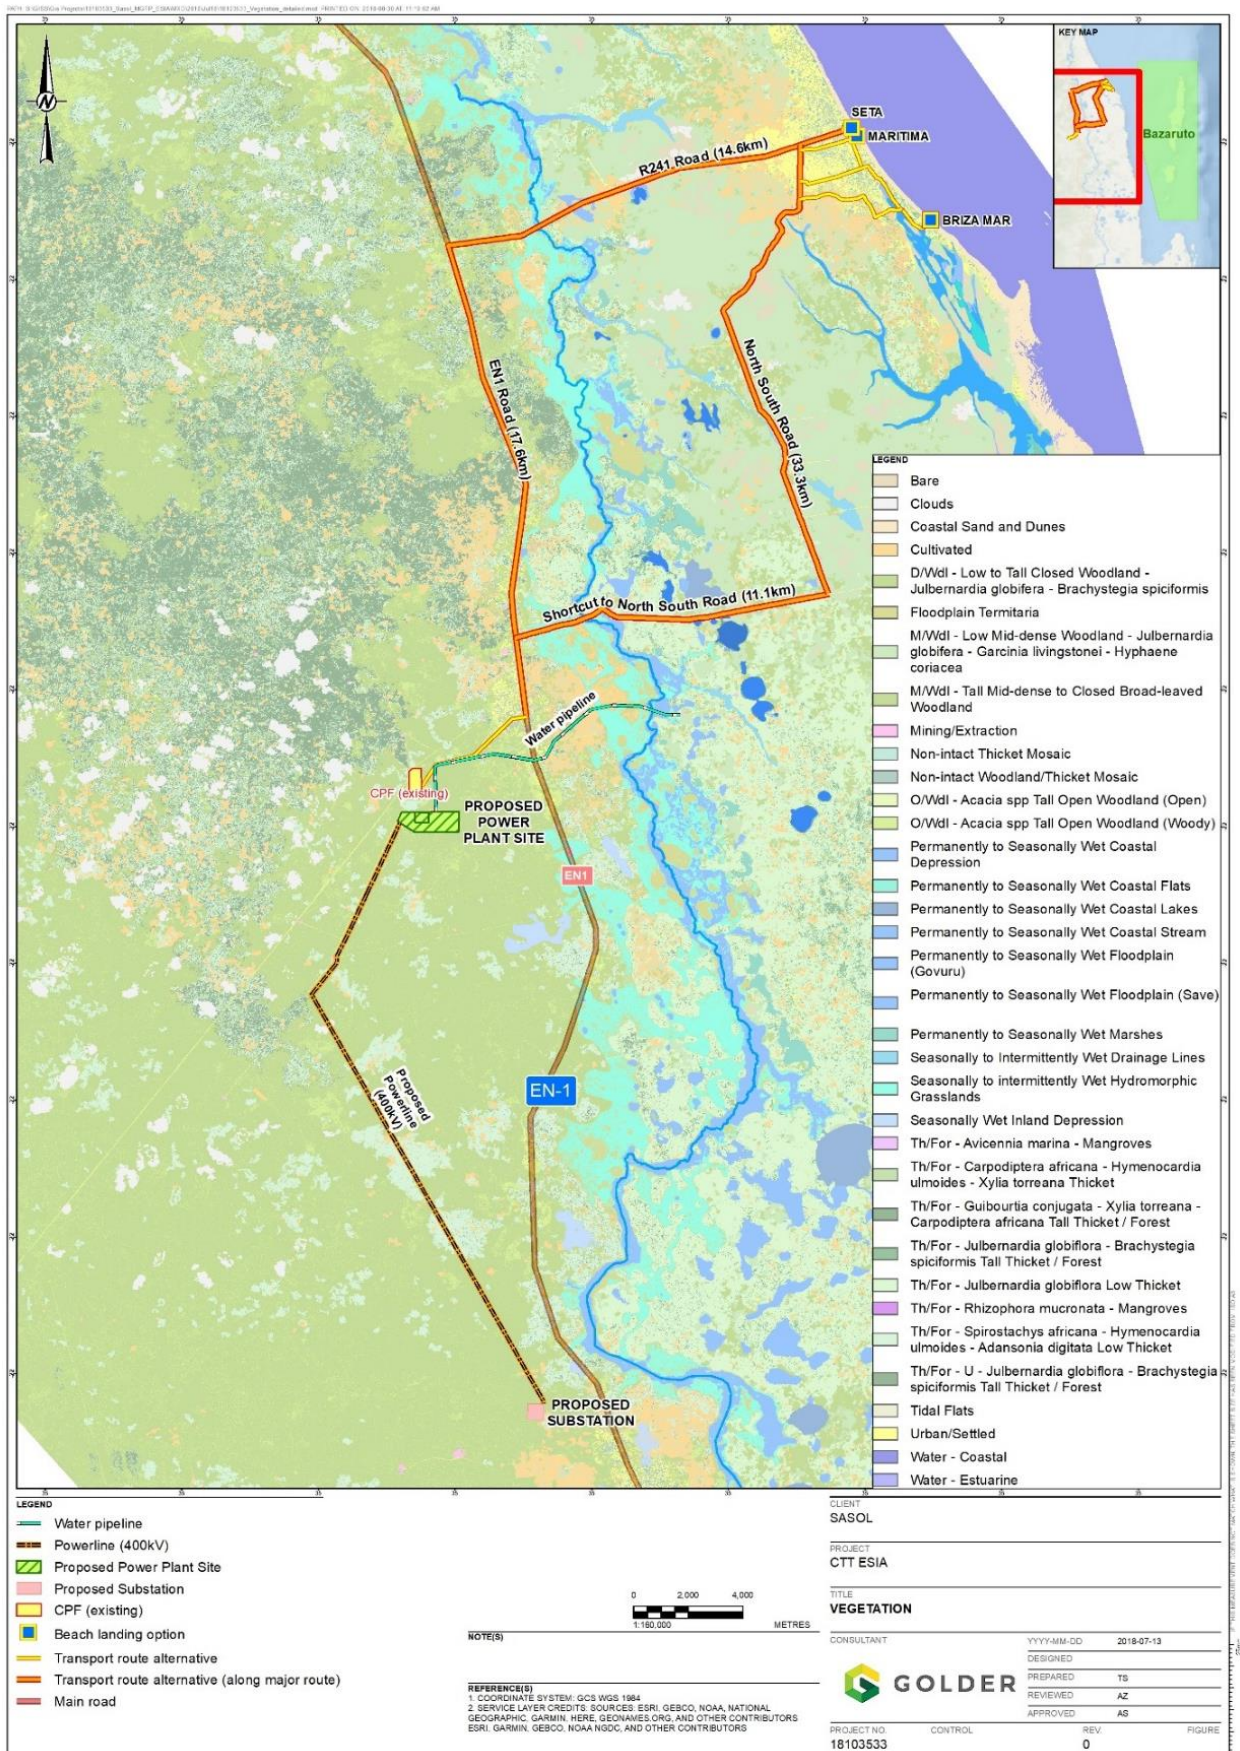 KEY MAP
Bazaruto
SETA
MARITIMA
BRIZA MAR
R241 Road (14.6km)
EN1 Road (17.6km)
North South Road (33.3km)
Shortcut to North South Road (11.1km)
Water pipeline
CPF (existing)
PROPOSED
POWER
PLANT SITE
EN1
EN-1
Proposed
Powerline
(400kV)
PROPOSED
SUBSTATION
LEGEND
Bare
Clouds
Coastal Sand and Dunes
Cultivated
D/Wdl - Low to Tall Closed Woodland -
Julbernardia globifera - Brachystegia spiciformis
Floodplain Termitaria
M/Wdl - Low Mid-dense Woodland - Julbernardia
globifera - Garcinia livingstonei - Hyphaene
coriacea
M/Wdl - Tall Mid-dense to Closed Broad-leaved
Woodland
Mining/Extraction
Non-intact Thicket Mosaic
Non-intact Woodland/Thicket Mosaic
O/Wdl - Acacia spp Tall Open Woodland (Open)
O/Wdl - Acacia spp Tall Open Woodland (Woody)
Permanently to Seasonally Wet Coastal
Depression
Permanently to Seasonally Wet Coastal Flats
Permanently to Seasonally Wet Coastal Lakes
Permanently to Seasonally Wet Coastal Stream
Permanently to Seasonally Wet Floodplain
(Govuru)
Permanently to Seasonally Wet Floodplain (Save)
Permanently to Seasonally Wet Marshes
Seasonally to Intermittently Wet Drainage Lines
Seasonally to intermittently Wet Hydromorphic
Grasslands
Seasonally Wet Inland Depression
Th/For - Avicennia marina - Mangroves
Th/For - Carpodiptera africana - Hymenocardia
ulmoides - Xylia torreana Thicket
Th/For - Guibourtia conjugata - Xylia torreana -
Carpodiptera africana Tall Thicket / Forest
Th/For - Julbernardia globiflora - Brachystegia
spiciformis Tall Thicket / Forest
Th/For - Julbernardia globiflora Low Thicket
Th/For - Rhizophora mucronata - Mangroves
Th/For - Spirostachys africana - Hymenocardia
ulmoides - Adansonia digitata Low Thicket
Th/For - U - Julbernardia globiflora - Brachystegia
spiciformis Tall Thicket / Forest
Tidal Flats
Urban/Settled
Water - Coastal
Water - Estuarine
LEGEND
Water pipeline
Powerline (400kV)
Proposed Power Plant Site
Proposed Substation
CPF (existing)
Beach landing option
Transport route alternative
Transport route alternative (along major route)
Main road
0 2,000 4,000
1:160,000 METRES
NOTE(S)
REFERENCE(S)
1. COORDINATE SYSTEM: GCS WGS 1984
2. SERVICE LAYER CREDITS: SOURCES: ESRI, GEBCO, NOAA, NATIONAL
GEOGRAPHIC, GARMIN, HERE, GEONAMES.ORG, AND OTHER CONTRIBUTORS
ESRI, GARMIN, GEBCO, NOAA NGDC, AND OTHER CONTRIBUTORS
CLIENT
SASOL
PROJECT
CTT ESIA
TITLE
VEGETATION
CONSULTANT
GOLDER
YYYY-MM-DD 2018-07-13
DESIGNED
PREPARED TS
REVIEWED AZ
APPROVED AS
PROJECT NO. CONTROL REV. FIGURE
18103533 0